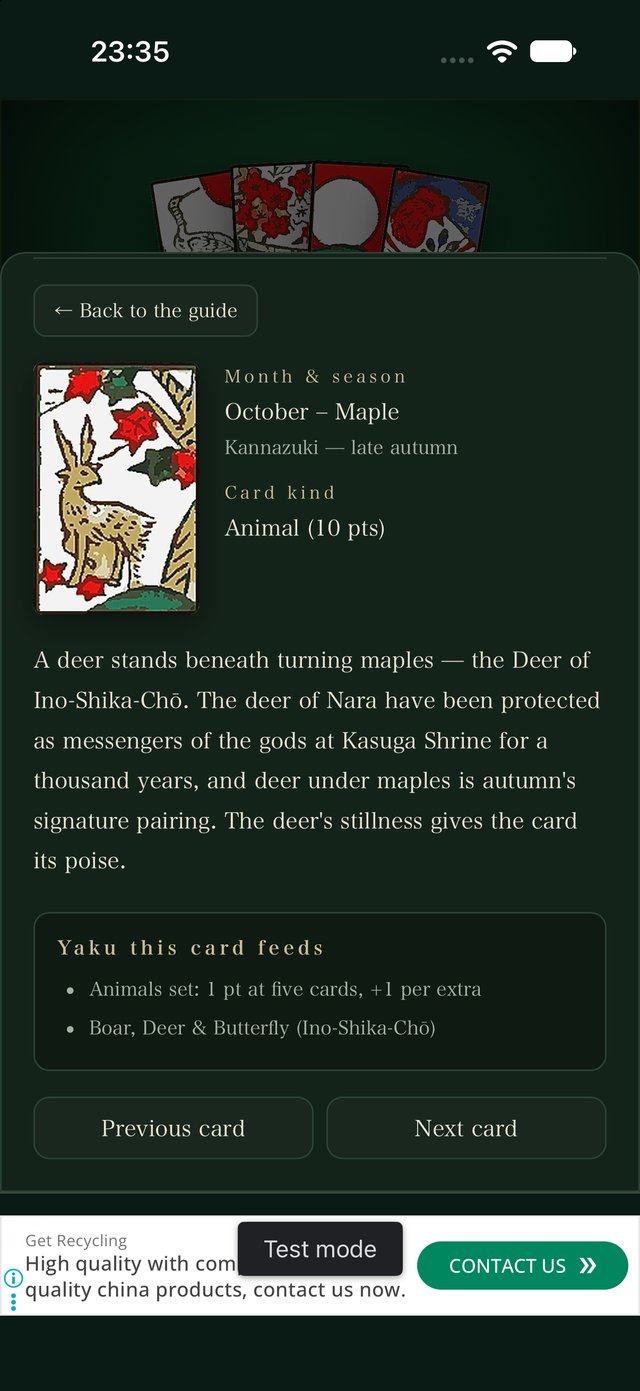 23:35
← Back to the guide
Month & season
October – Maple
Kannazuki — late autumn
Card kind
Animal (10 pts)
A deer stands beneath turning maples — the Deer of
Ino-Shika-Chō. The deer of Nara have been protected
as messengers of the gods at Kasuga Shrine for a
thousand years, and deer under maples is autumn's
signature pairing. The deer's stillness gives the card
its poise.
Yaku this card feeds
• Animals set: 1 pt at five cards, +1 per extra
• Boar, Deer & Butterfly (Ino-Shika-Chō)
Previous card
Next card
Get Recycling
High quality with
quality china products, contact us now.
Test mode
CONTACT US »